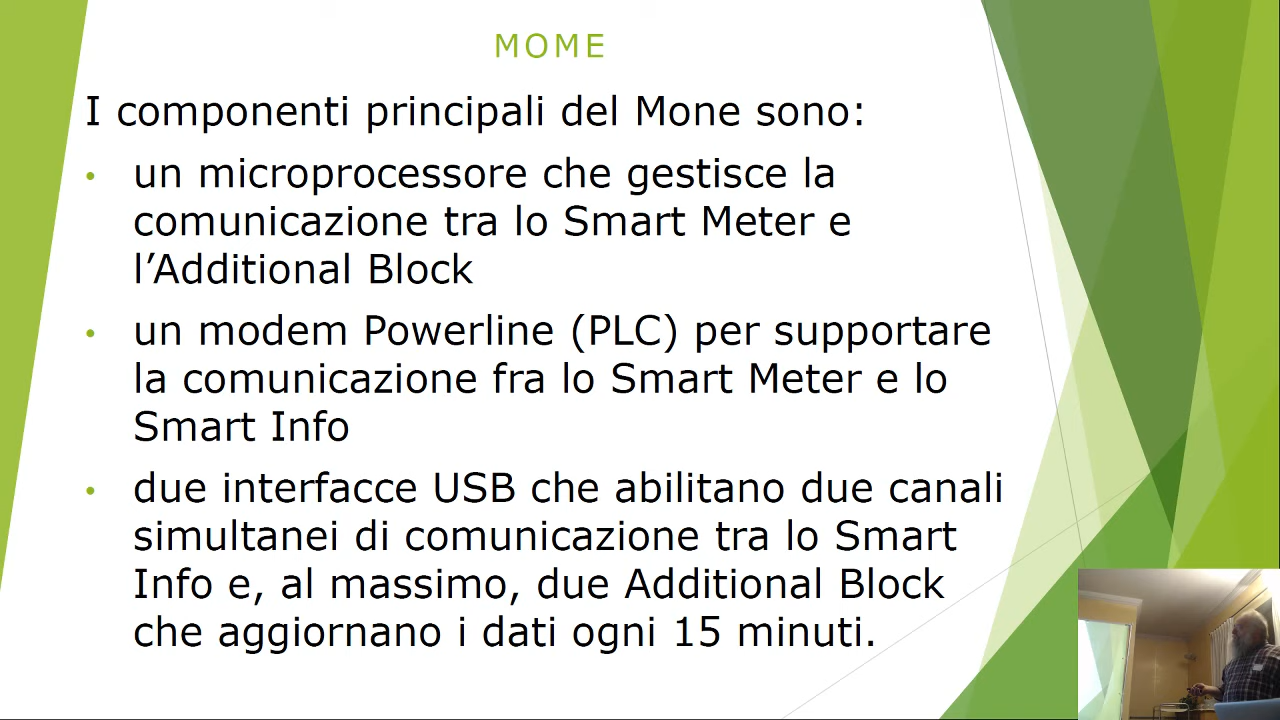 MOME
I componenti principali del Mone sono:
• un microprocessore che gestisce la
comunicazione tra lo Smart Meter e
l’Additional Block
• un modem Powerline (PLC) per supportare
la comunicazione fra lo Smart Meter e lo
Smart Info
• due interfacce USB che abilitano due canali
simultanei di comunicazione tra lo Smart
Info e, al massimo, due Additional Block
che aggiornano i dati ogni 15 minuti.